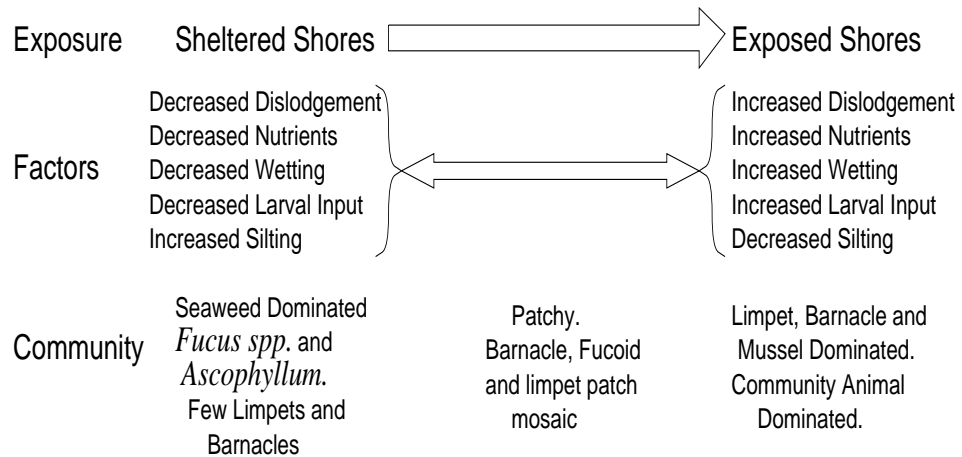 Exposure Sheltered Shores Exposed Shores
Factors
Decreased Dislodgement
Decreased Nutrients
Decreased Wetting
Decreased Larval Input
Increased Silting
Increased Dislodgement
Increased Nutrients
Increased Wetting
Increased Larval Input
Decreased Silting
Community
Seaweed Dominated
Fucus spp. and
Ascophyllum.
Few Limpets and
Barnacles
Patchy.
Barnacle, Fucoid
and limpet patch
mosaic
Limpet, Barnacle and
Mussel Dominated.
Community Animal
Dominated.